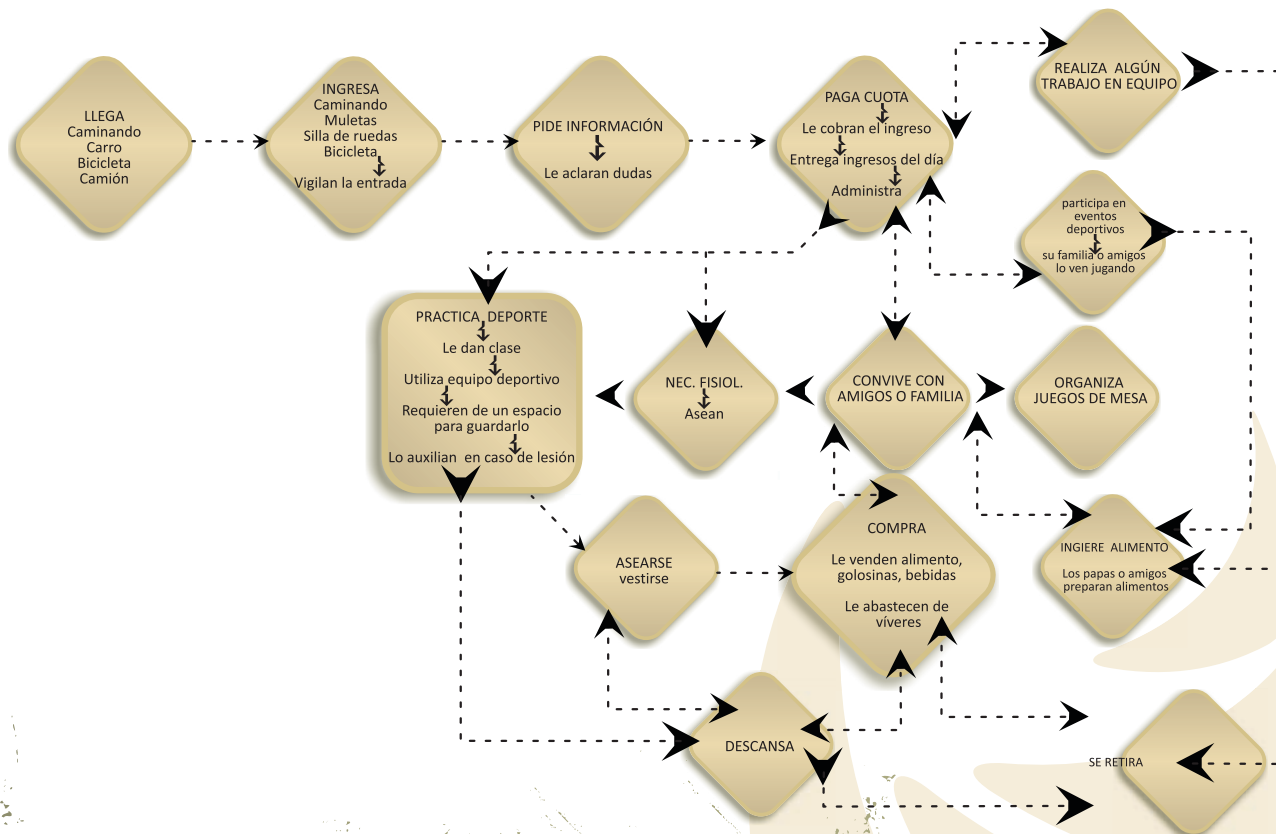 LLEGA
Caminando
Carro
Bicicleta
Camión
INGRESA
Caminando
Muletas
Silla de ruedas
Bicicleta
Vigilan la entrada
PIDE INFORMACIÓN
Le aclaran dudas
PAGA CUOTA
Le cobran el ingreso
Entrega ingresos del día
Administra
REALIZA ALGÚN
TRABAJO EN EQUIPO
participa en
eventos
deportivos
su familia o amigos
lo ven jugando
PRACTICA DEPORTE
Le dan clase
Utiliza equipo deportivo
Requieren de un espacio
para guardarlo
Lo auxilian en caso de lesión
NEC. FISIOL.
Asean
CONVIVE CON
AMIGOS O FAMILIA
ORGANIZA
JUEGOS DE MESA
ASEARSE
vestirse
COMPRA
Le venden alimento,
golosinas, bebidas
Le abastecen de
víveres
INGIERE ALIMENTO
Los papas o amigos
preparan alimentos
DESCANSA
SE RETIRA